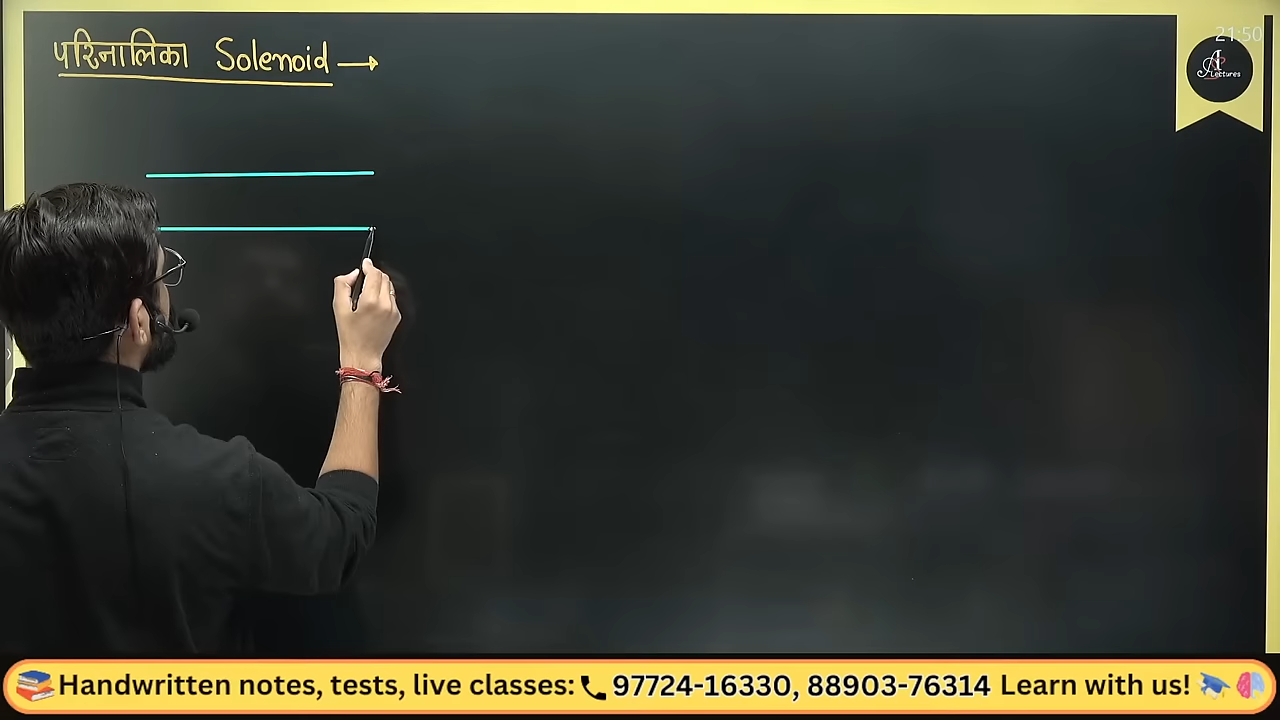 परिनालिका Solenoid →
21:50
Lectures
Handwritten notes, tests, live classes: 97724-16330, 88903-76314 Learn with us!